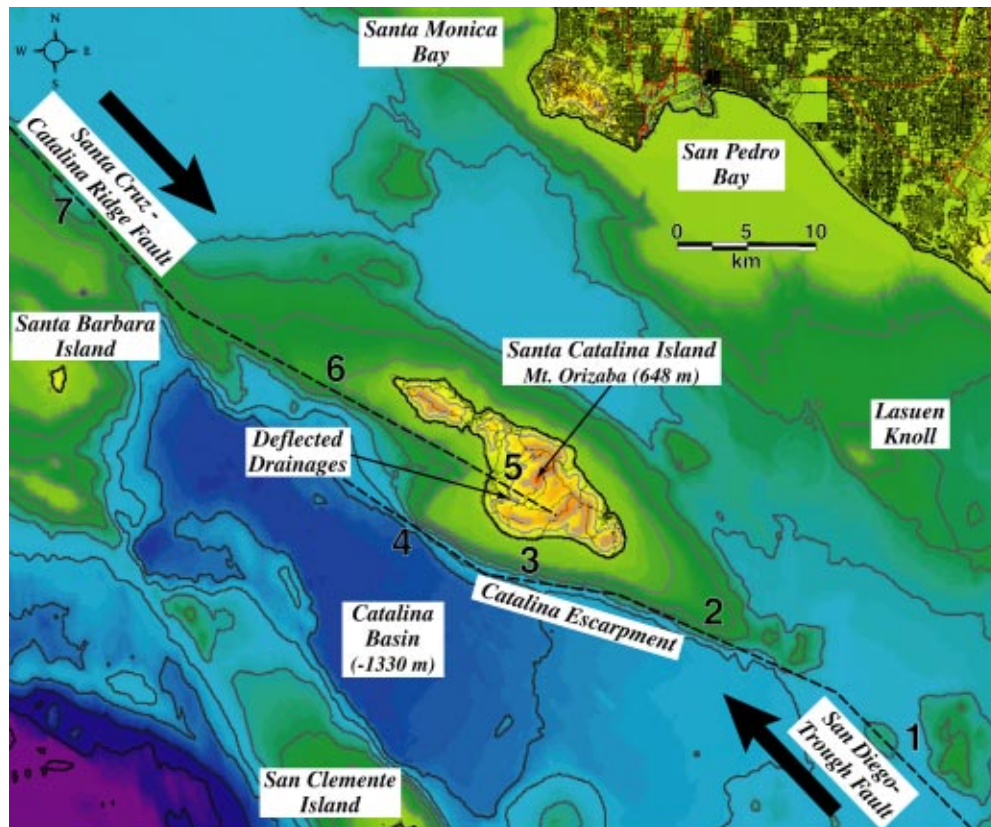 N
W E
S
Santa Monica
Bay
Santa Cruz -
Catalina Ridge Fault
7
San Pedro
Bay
0 5 10
km
Santa Barbara
Island
6
Santa Catalina Island
Mt. Orizaba (648 m)
Lasuen
Knoll
Deflected
Drainages
5
4
3
Catalina Escarpment
2
Catalina
Basin
(-1330 m)
1
San Diego-
Trough Fault
San Clemente
Island